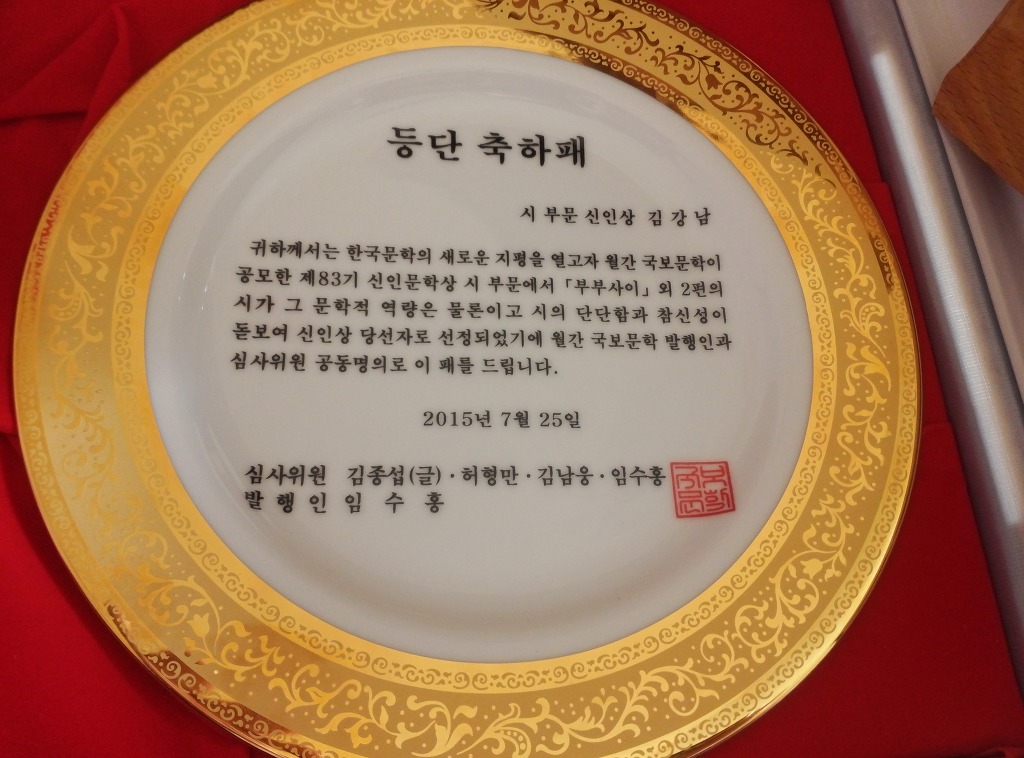 등단 축하패
시 부문 신인상 김강남
귀하께서는 한국문학의 새로운 지평을 열고자 월간 국보문학이
공모한 제83기 신인문학상 시 부문에서 「부부사이」 외 2편의
시가 그 문학적 역량은 물론이고 시의 단단함과 참신성이
돋보여 신인상 당선자로 선정되었기에 월간 국보문학 발행인과
심사위원 공동명의로 이 패를 드립니다.
2015년 7월 25일
심사위원 김종섭(글)·허형만·김남웅·임수홍
발 행 인 임 수 홍